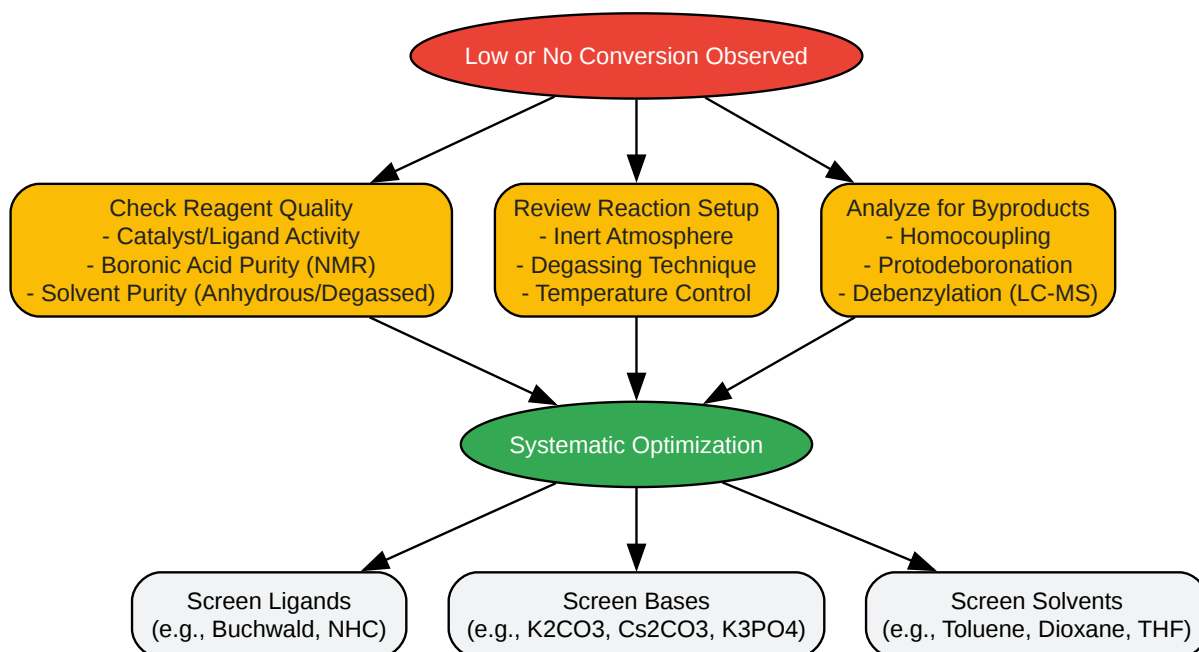 Low or No Conversion Observed
Check Reagent Quality
- Catalyst/Ligand Activity
- Boronic Acid Purity (NMR)
- Solvent Purity (Anhydrous/Degassed)
Review Reaction Setup
- Inert Atmosphere
- Degassing Technique
- Temperature Control
Analyze for Byproducts
- Homocoupling
- Protodeboronation
- Debenzylation (LC-MS)
Systematic Optimization
Screen Ligands
(e.g., Buchwald, NHC)
Screen Bases
(e.g., K2CO3, Cs2CO3, K3PO4)
Screen Solvents
(e.g., Toluene, Dioxane, THF)